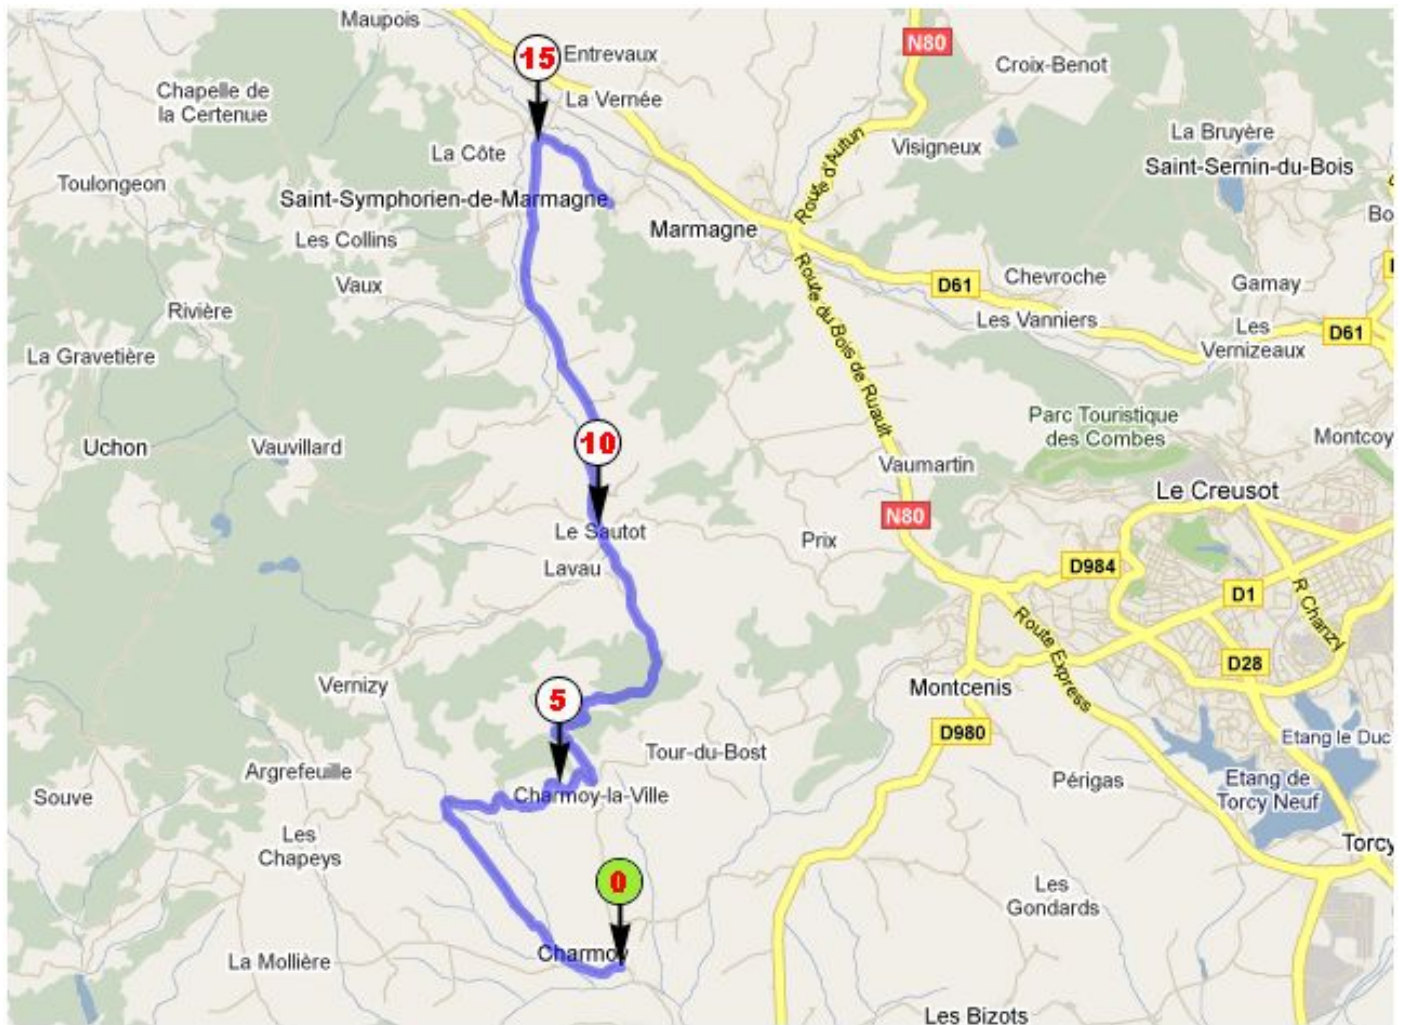 Maupois
15
Entrevaux
N80
Croix-Benot
Chapelle de
la Certenue
La Vernée
Route d'Autun
Visigneux
La Bruyère
La Côte
Saint-Sernin-du-Bois
Toulongeon
Saint-Symphorien-de-Marmagne
Bo
Marmagne
Les Collins
Route du Bois de Ruault
Vaux
D61
Chevroche
Gamay
Rivière
Les Vanniers
Les
Vernizeaux
D61
La Gravetière
Parc Touristique
des Combes
Uchon
Vauvillard
10
Montcoy
Vaumartin
Le Creusot
N80
Le Sautot
Prix
Lavau
D984
D1
R Chanzy
Route Express
D28
Vernizy
5
Montcenis
D980
Etang le Duc
Tour-du-Bost
Argrefeuille
Périgas
Etang de
Torcy Neuf
Souve
Charmoy-la-Ville
Les
Chapeys
Torcy
0
Les
Gondards
Charmoy
La Mollière
Les Bizots